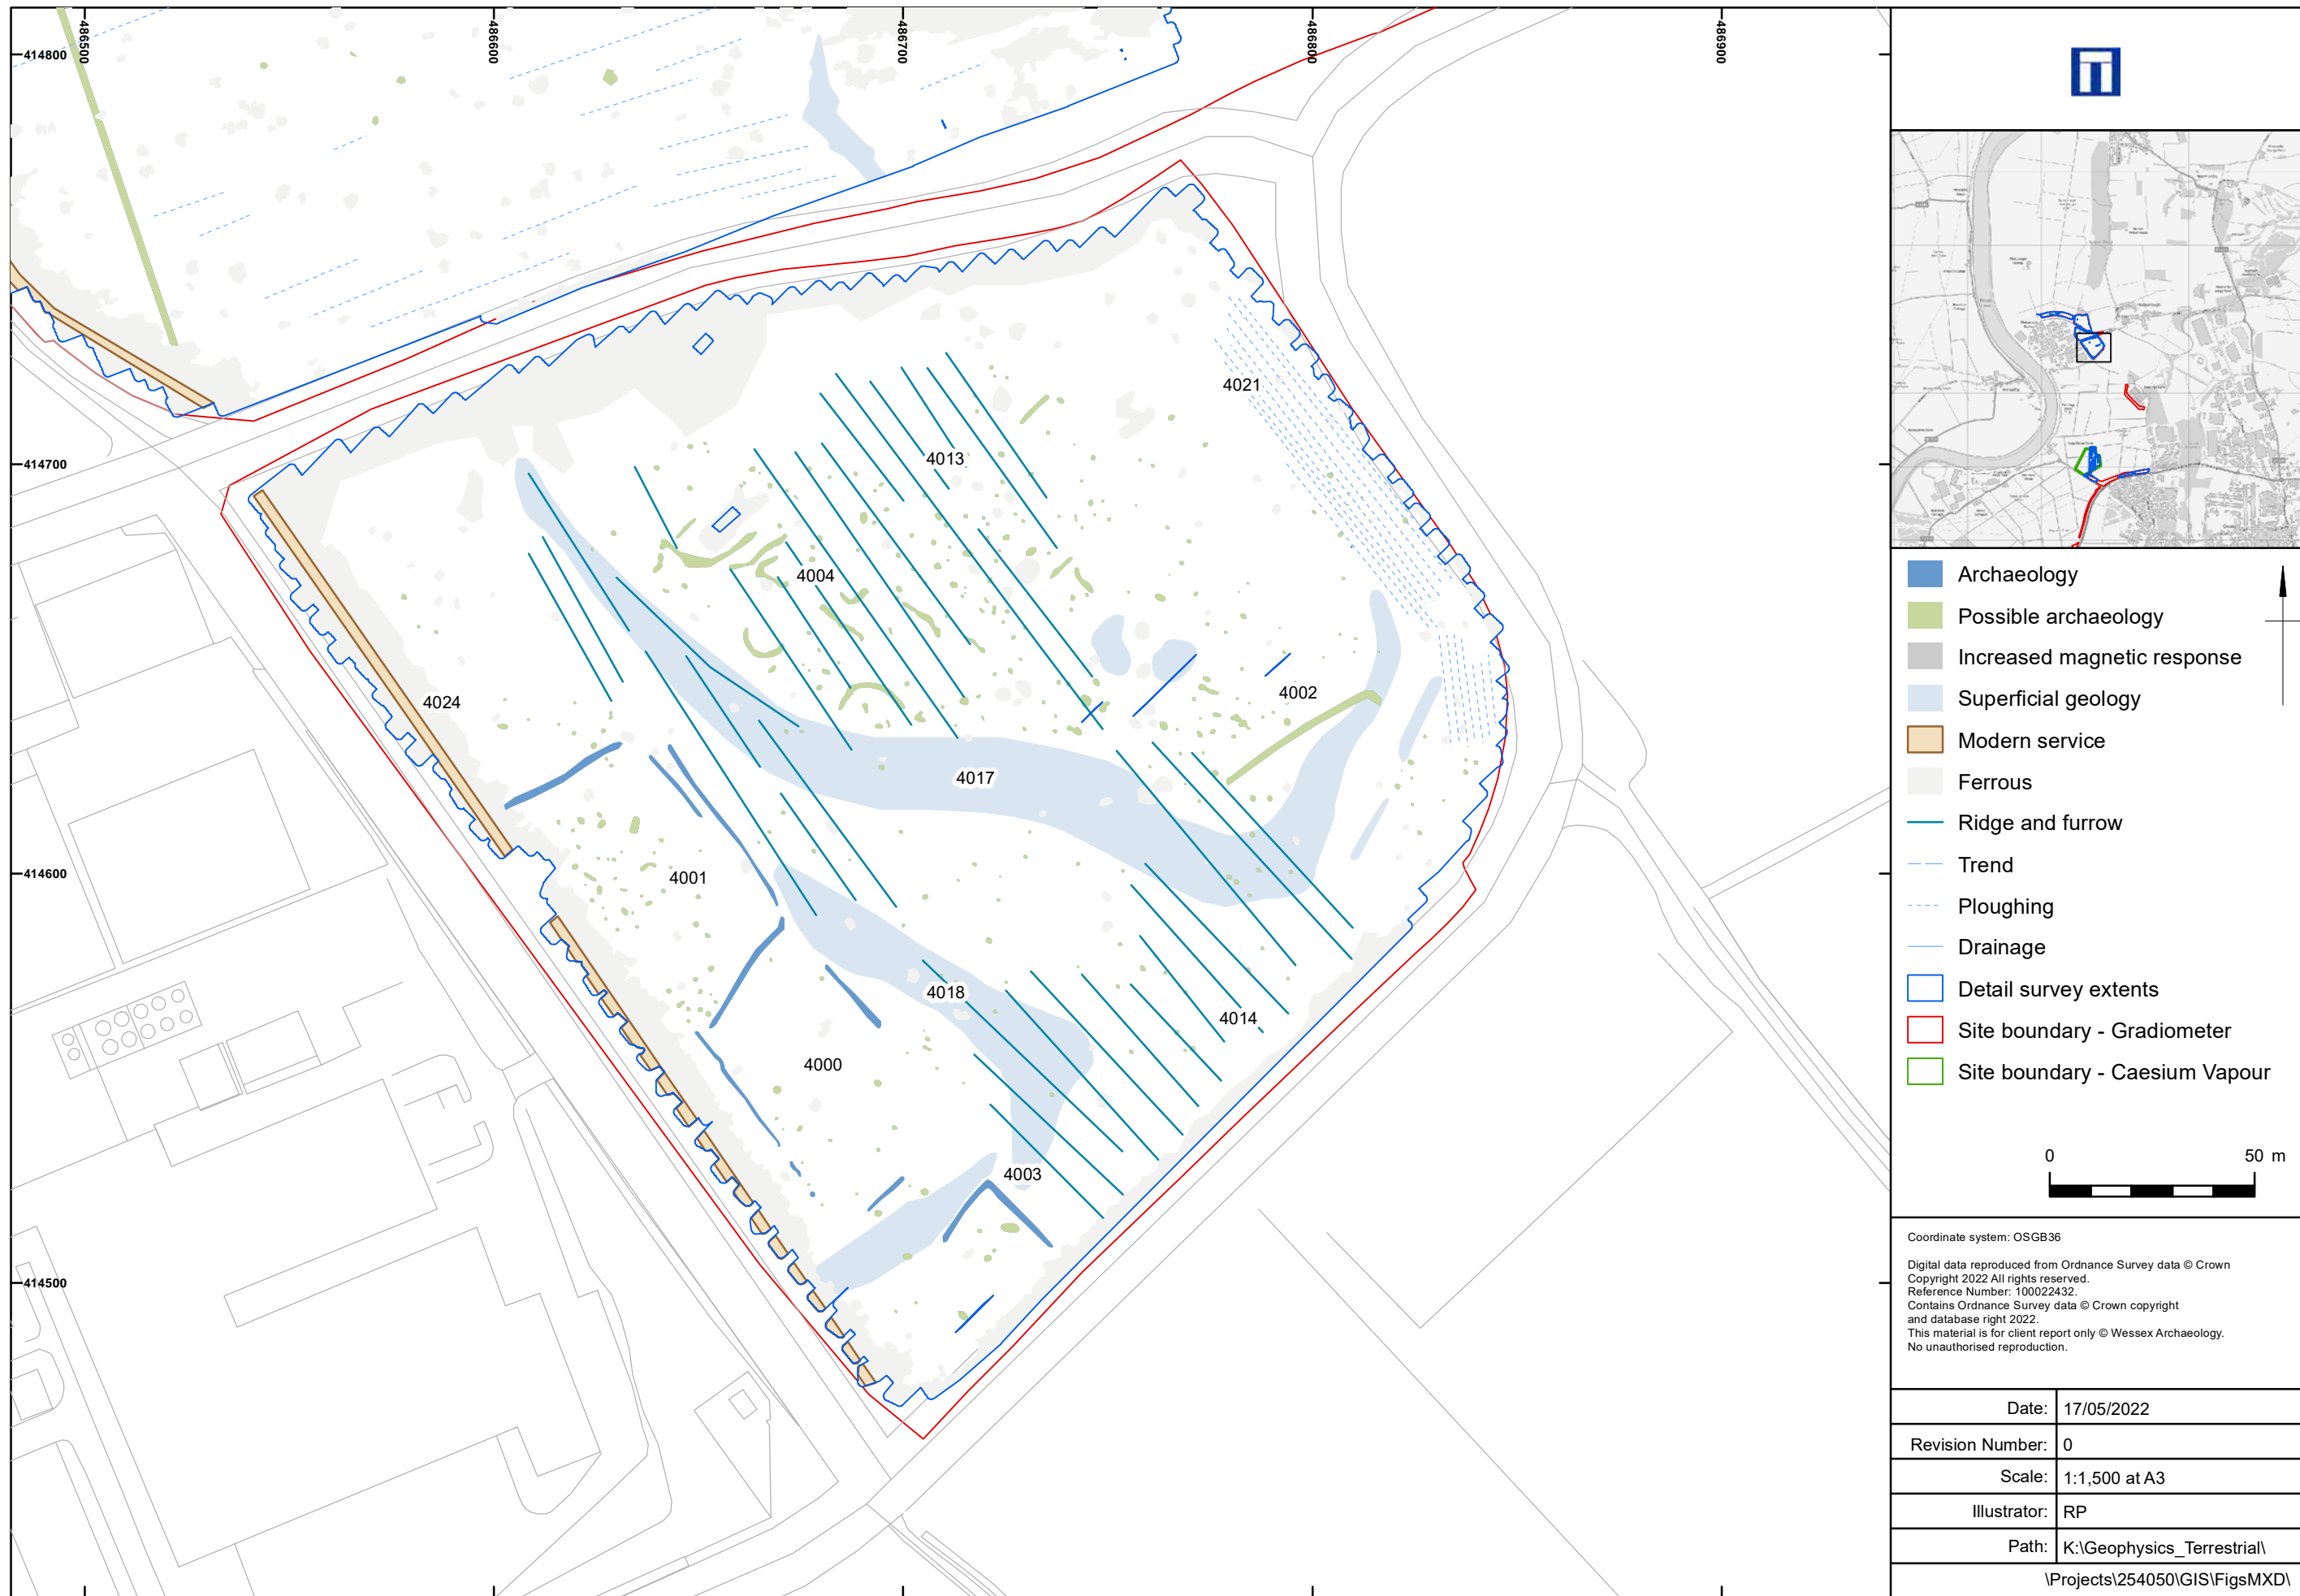 486500
486600
486700
486800
486900
414800
414700
414600
414500
4021
4013
4004
4002
4024
4017
4001
4018
4014
4000
4003
Archaeology
Possible archaeology
Increased magnetic response
Superficial geology
Modern service
Ferrous
Ridge and furrow
Trend
Ploughing
Drainage
Detail survey extents
Site boundary - Gradiometer
Site boundary - Caesium Vapour
0 50 m
Coordinate system: OSGB36
Digital data reproduced from Ordnance Survey data © Crown
Copyright 2022 All rights reserved.
Reference Number: 100022432.
Contains Ordnance Survey data © Crown copyright
and database right 2022.
This material is for client report only © Wessex Archaeology.
No unauthorised reproduction.
Date: 17/05/2022
Revision Number: 0
Scale: 1:1,500 at A3
Illustrator: RP
Path: K:\Geophysics_Terrestrial\
\Projects\254050\GIS\FigsMXD\